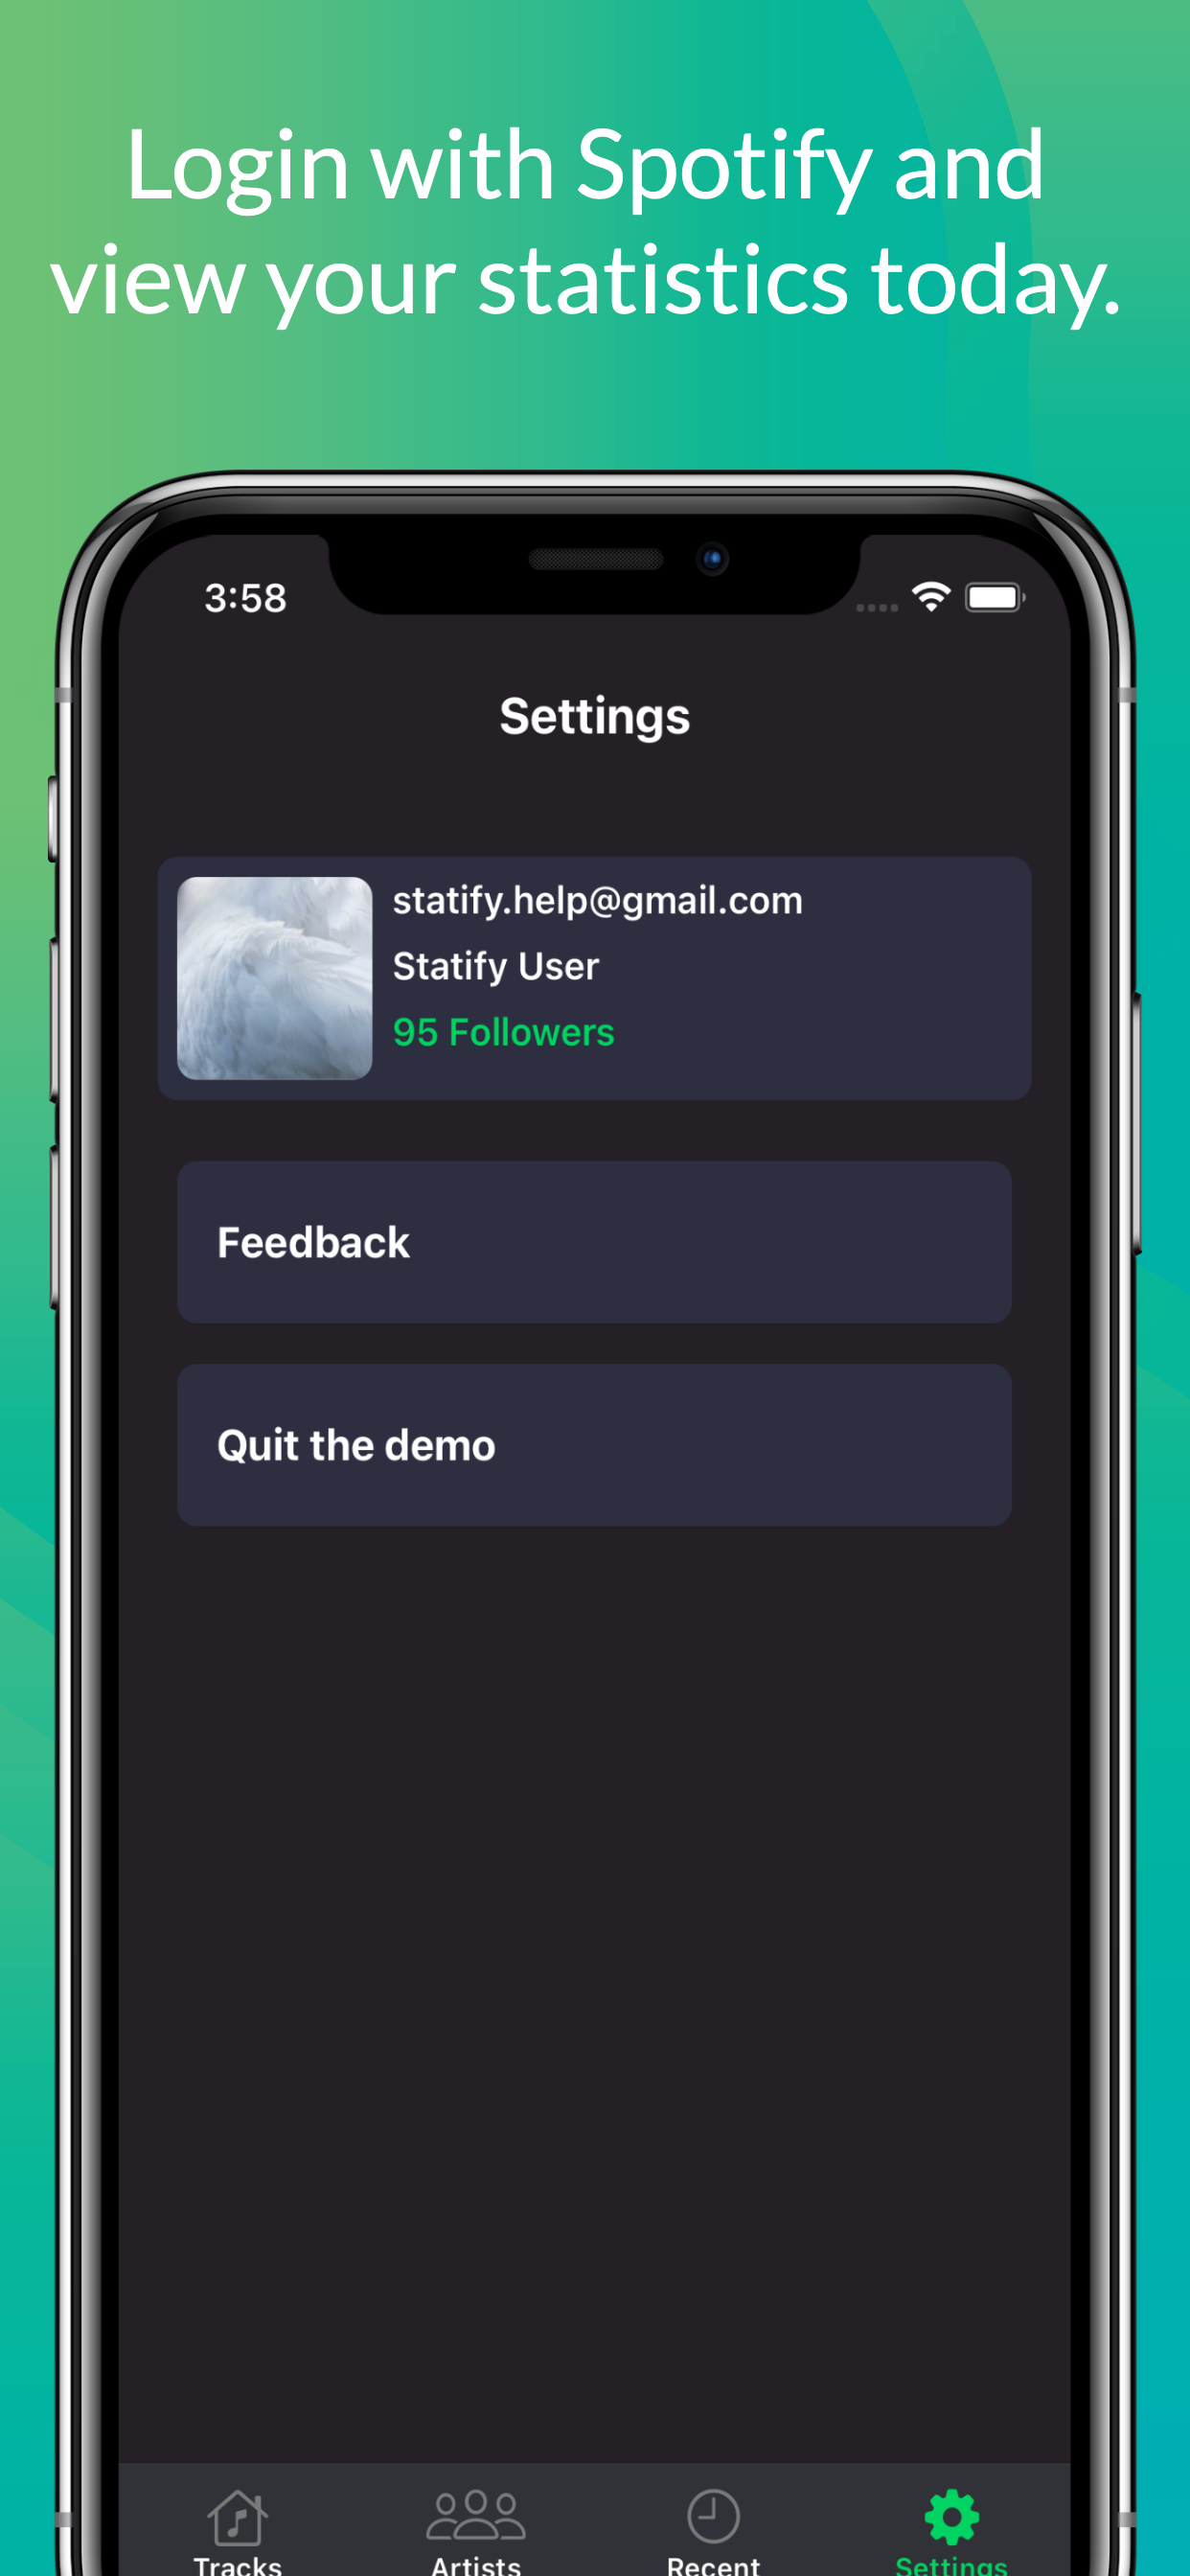 Login with Spotify and
view your statistics today.
3:58
Settings
statify.help@gmail.com
Statify User
95 Followers
Feedback
Quit the demo
Tracks
Artists
Recent
Settings